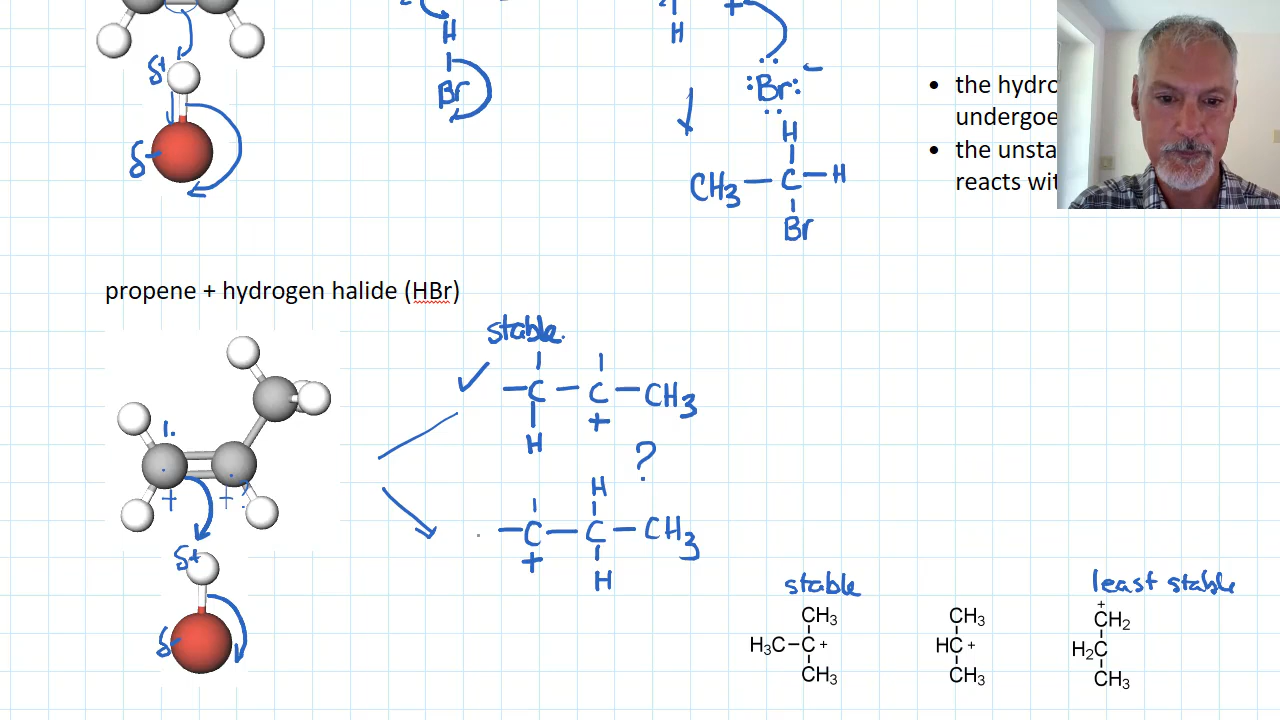 H
Br
δ+
δ-
+
H
:Br: −
H
CH3 — C — H
Br
• the hydro
undergoe
• the unsta
reacts wit
propene + hydrogen halide (HBr)
stable.
— C — C — CH3
+
H
?
1.
+ +
H
— C — C — CH3
+
H
δ+
δ-
stable
CH3
H3C–C +
CH3
CH3
HC +
CH3
least stable
+
CH2
H2C
CH3